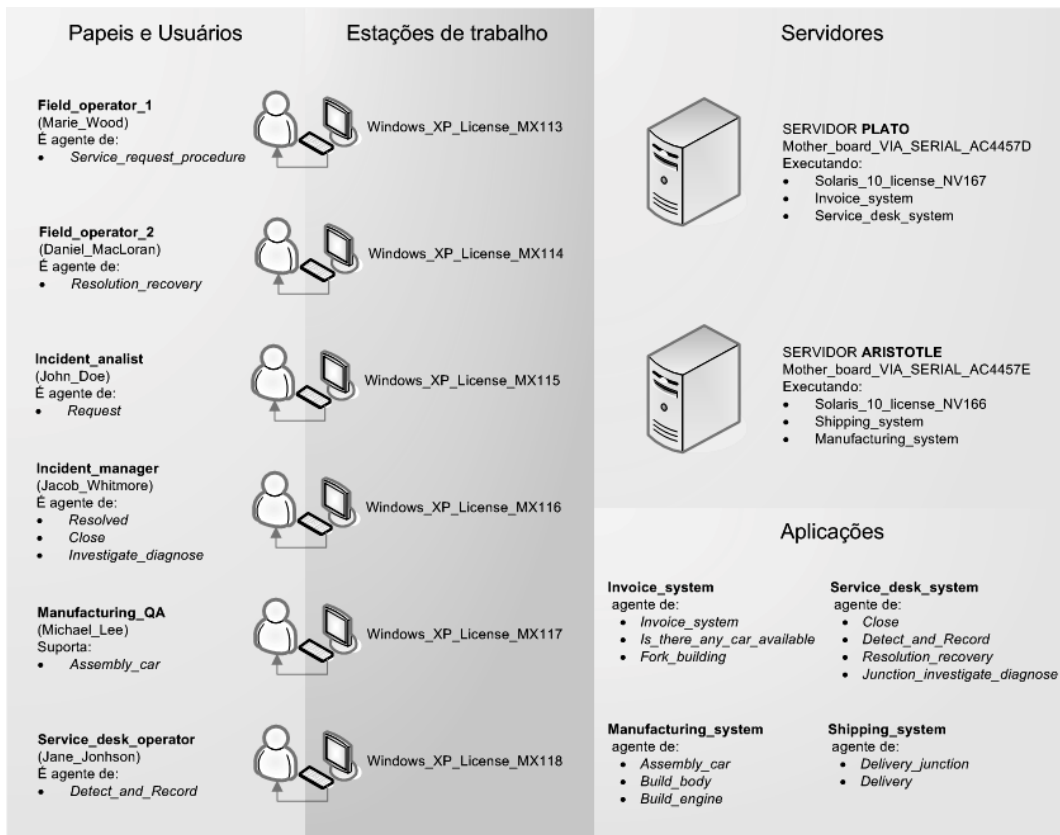 Papeis e Usuários
Estações de trabalho
Servidores
Field_operator_1
(Marie_Wood)
É agente de:
• Service_request_procedure
Windows_XP_License_MX113
Field_operator_2
(Daniel_MacLoran)
É agente de:
• Resolution_recovery
Windows_XP_License_MX114
Incident_analist
(John_Doe)
É agente de:
• Request
Windows_XP_License_MX115
Incident_manager
(Jacob_Whitmore)
É agente de:
• Resolved
• Close
• Investigate_diagnose
Windows_XP_License_MX116
Manufacturing_QA
(Michael_Lee)
Suporta:
• Assembly_car
Windows_XP_License_MX117
Service_desk_operator
(Jane_Jonhson)
É agente de:
• Detect_and_Record
Windows_XP_License_MX118
SERVIDOR PLATO
Mother_board_VIA_SERIAL_AC4457D
Executando:
• Solaris_10_license_NV167
• Invoice_system
• Service_desk_system
SERVIDOR ARISTOTLE
Mother_board_VIA_SERIAL_AC4457E
Executando:
• Solaris_10_license_NV166
• Shipping_system
• Manufacturing_system
Aplicações
Invoice_system
agente de:
• Invoice_system
• Is_there_any_car_available
• Fork_building
Service_desk_system
agente de:
• Close
• Detect_and_Record
• Resolution_recovery
• Junction_investigate_diagnose
Manufacturing_system
agente de:
• Assembly_car
• Build_body
• Build_engine
Shipping_system
agente de:
• Delivery_junction
• Delivery